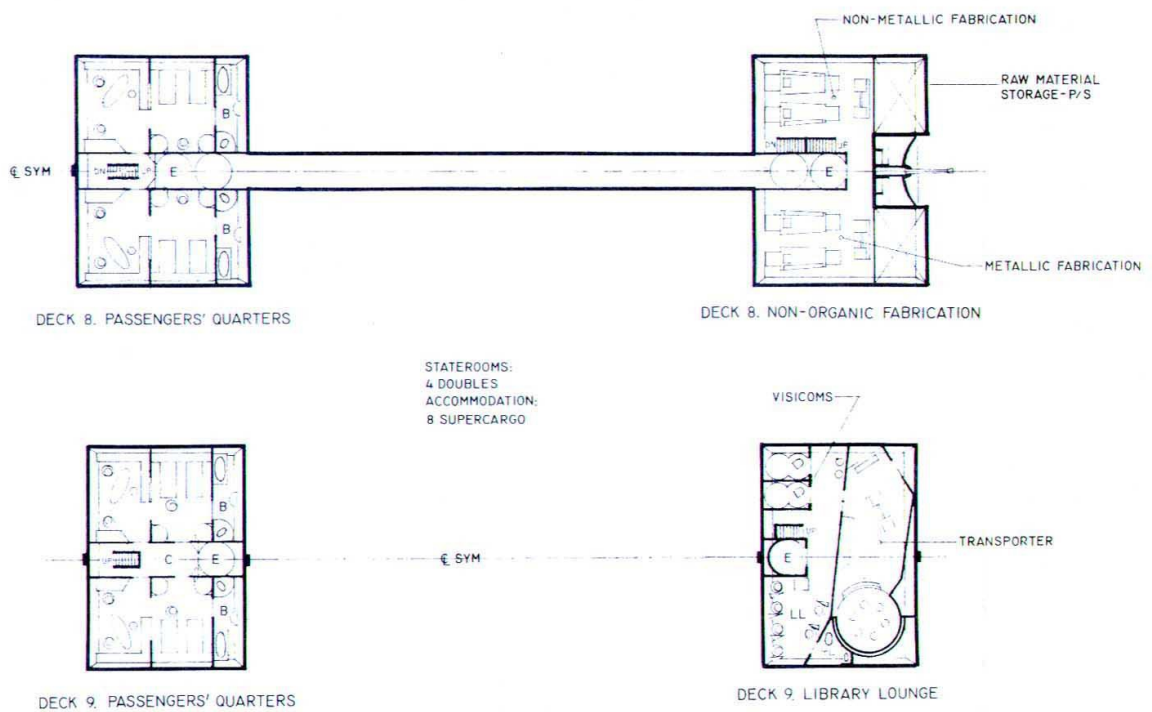 NON-METALLIC FABRICATION
RAW MATERIAL
STORAGE-P/S
B
DN UP
℄ SYM
DN UP
E
E
B
METALLIC FABRICATION
DECK 8. PASSENGERS' QUARTERS
DECK 8. NON-ORGANIC FABRICATION
STATEROOMS:
4 DOUBLES
ACCOMMODATION:
8 SUPERCARGO
VISICOMS
B
UP
UP
C
E
℄ SYM
E
TRANSPORTER
B
LL
DECK 9. PASSENGERS' QUARTERS
DECK 9. LIBRARY LOUNGE